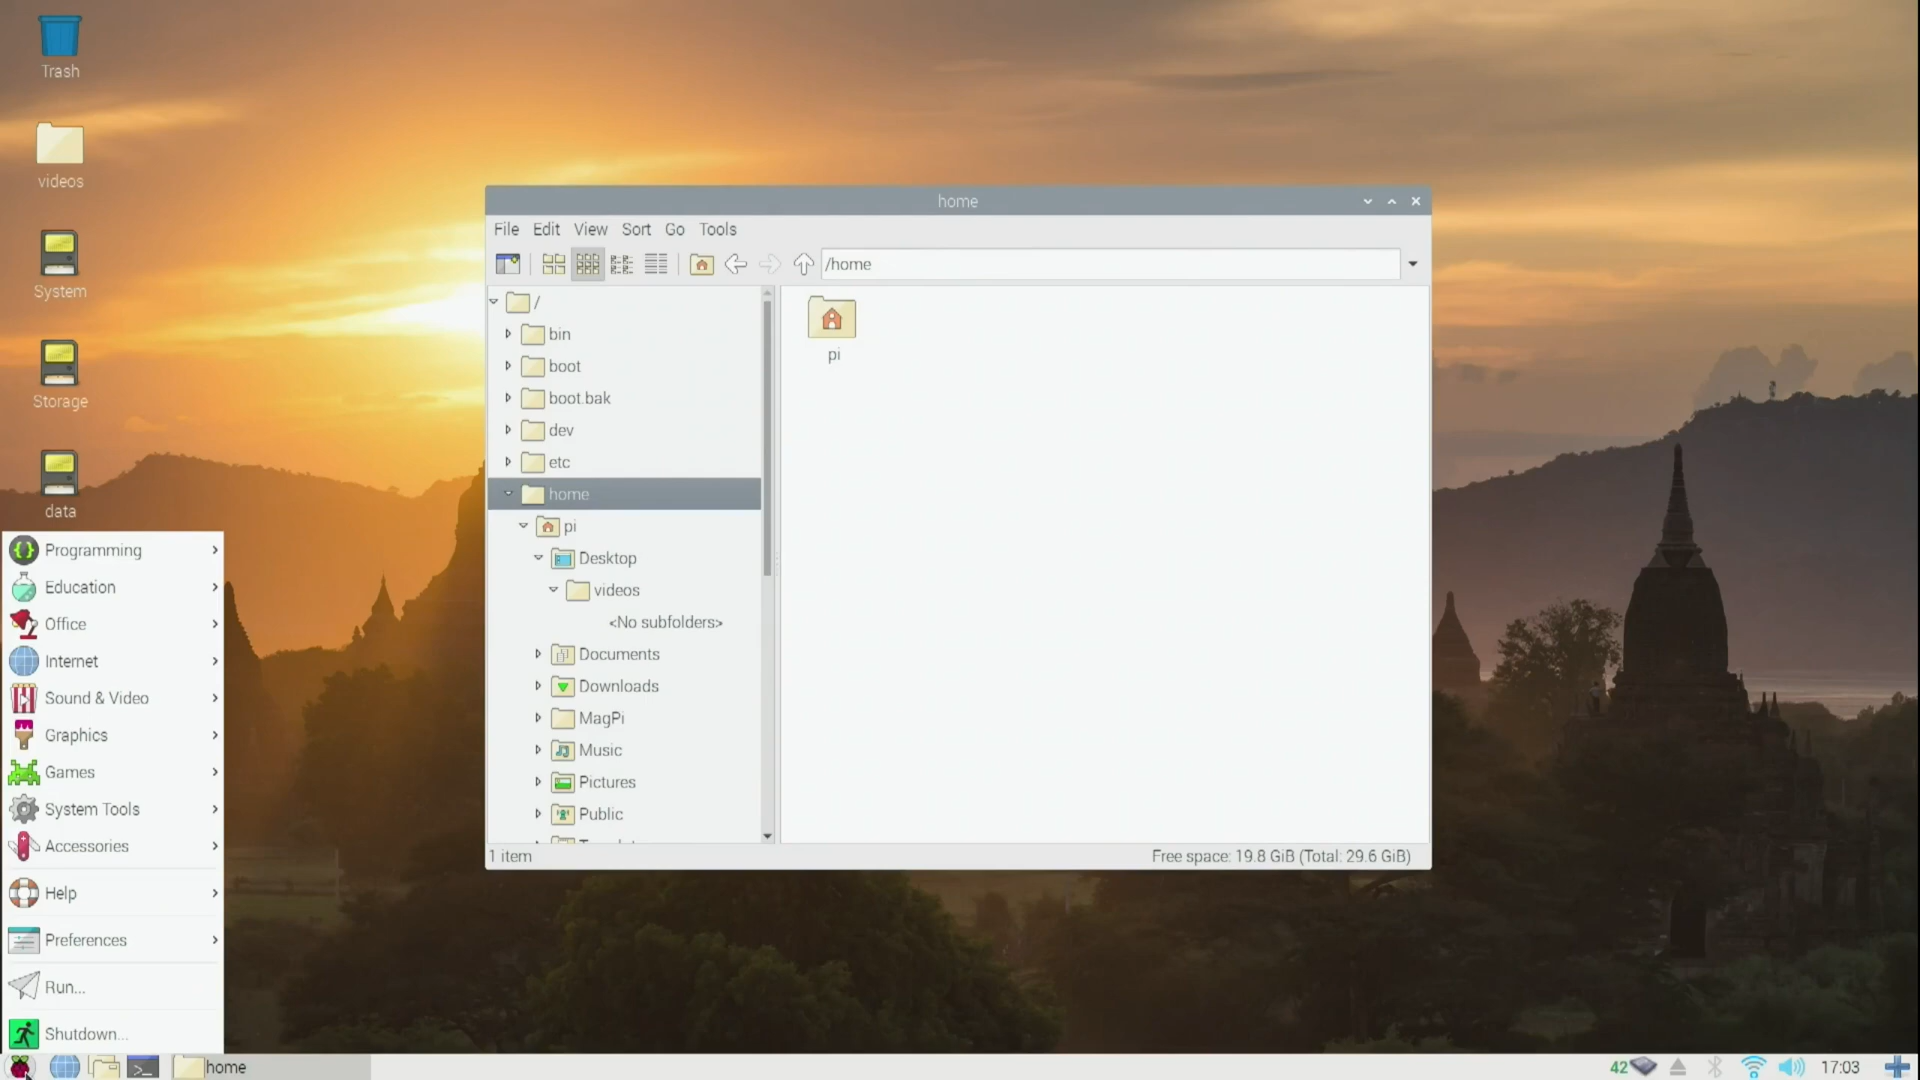 Trash
videos
System
Storage
data
home
File Edit View Sort Go Tools
/home
/
bin
boot
boot.bak
dev
etc
home
pi
Desktop
videos
<No subfolders>
Documents
Downloads
MagPi
Music
Pictures
Public
pi
1 item
Free space: 19.8 GiB (Total: 29.6 GiB)
Programming
Education
Office
Internet
Sound & Video
Graphics
Games
System Tools
Accessories
Help
Preferences
Run...
Shutdown...
home
42
17:03